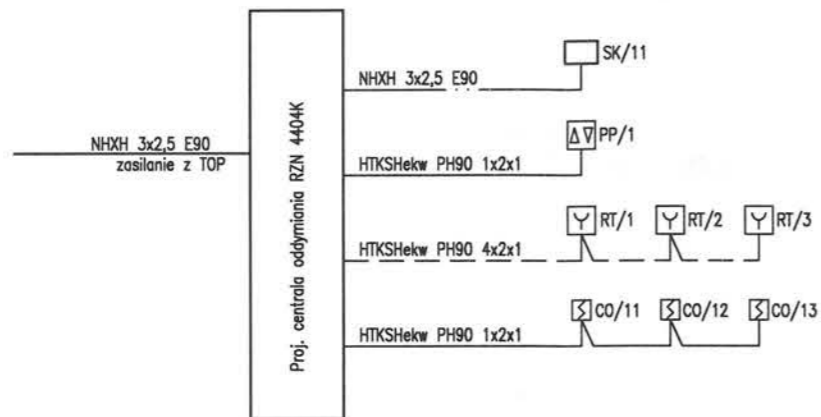 NHXH 3x2,5 E90
zasilanie z TOP
Proj. centrala oddymiania RZN 4404K
NHXH 3x2,5 E90
SK/11
HTKSHekw PH90 1x2x1
PP/1
HTKSHekw PH90 4x2x1
RT/1
RT/2
RT/3
HTKSHekw PH90 1x2x1
CO/11
CO/12
CO/13